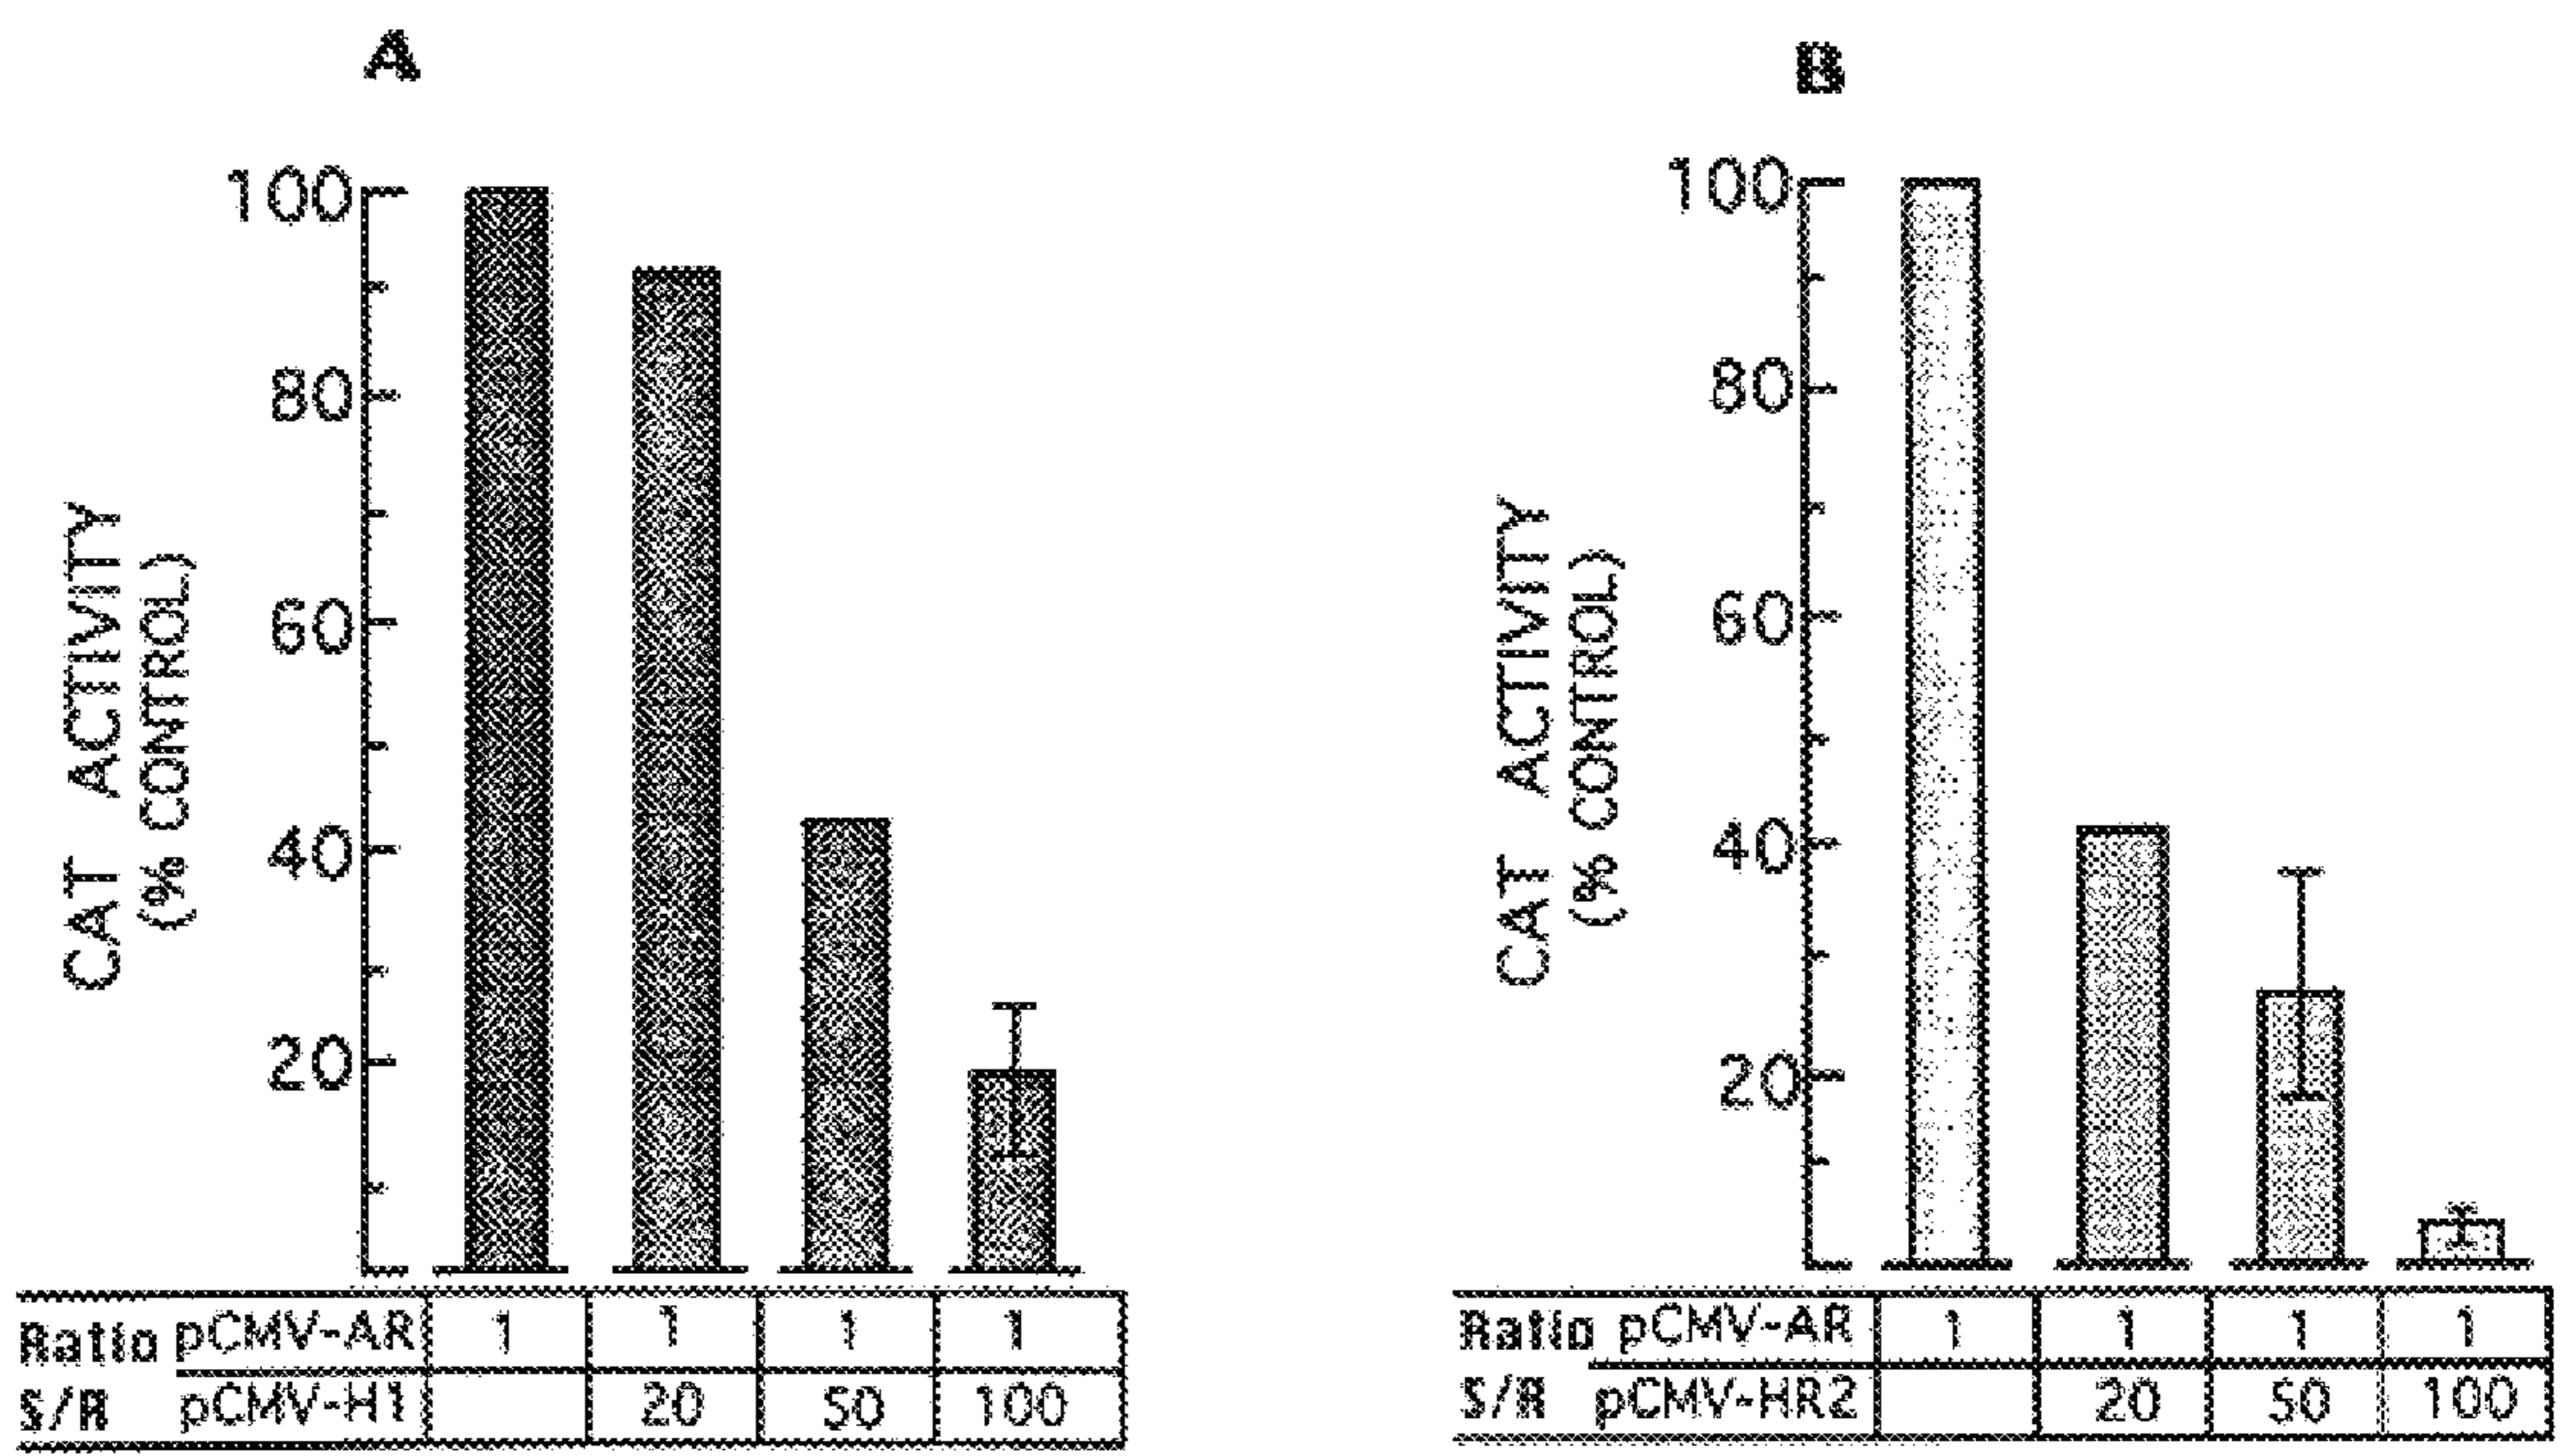 A
100
80
60
40
20
CAT ACTIVITY
(% CONTROL)
Ratio pCMV-AR 1 1 1 1
S/R pCMV-H1 20 50 100
B
100
80
60
40
20
CAT ACTIVITY
(% CONTROL)
Ratio pCMV-AR 1 1 1 1
S/R pCMV-HR2 20 50 100